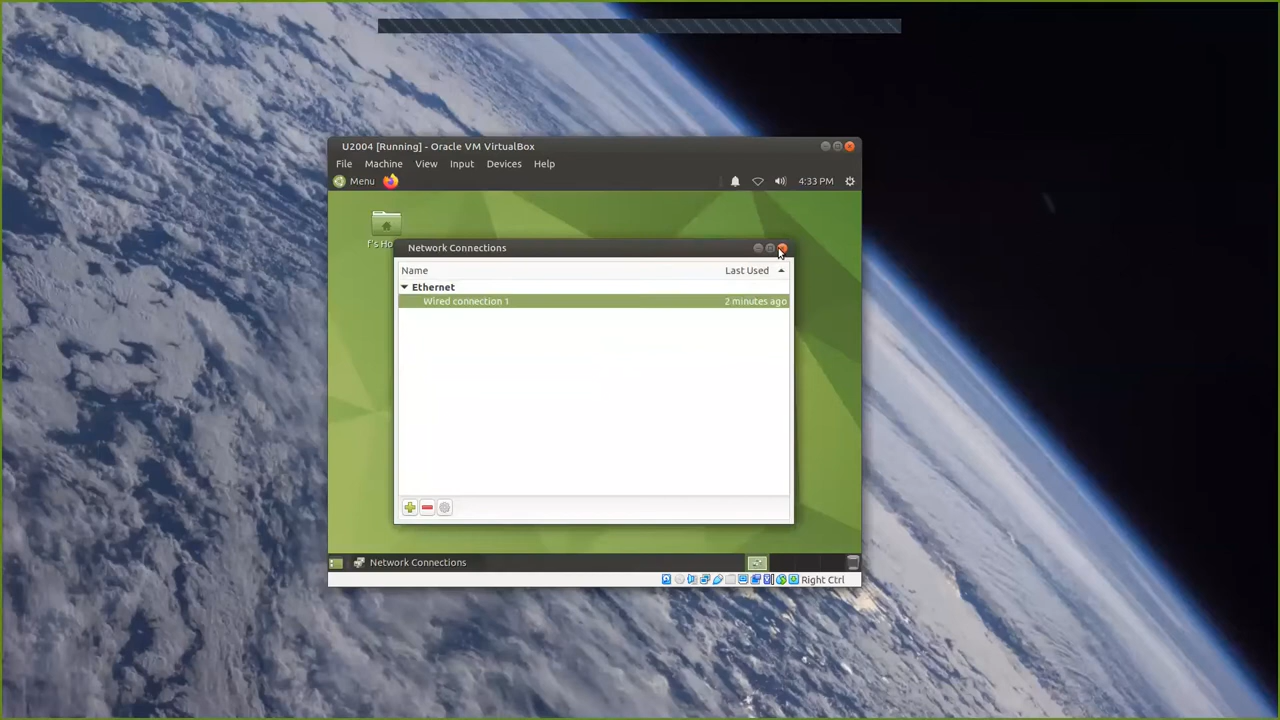 U2004 [Running] - Oracle VM VirtualBox
File Machine View Input Devices Help
Menu 4:33 PM
f's Ho
Network Connections
Name Last Used
Ethernet
Wired connection 1 2 minutes ago
Network Connections
Right Ctrl